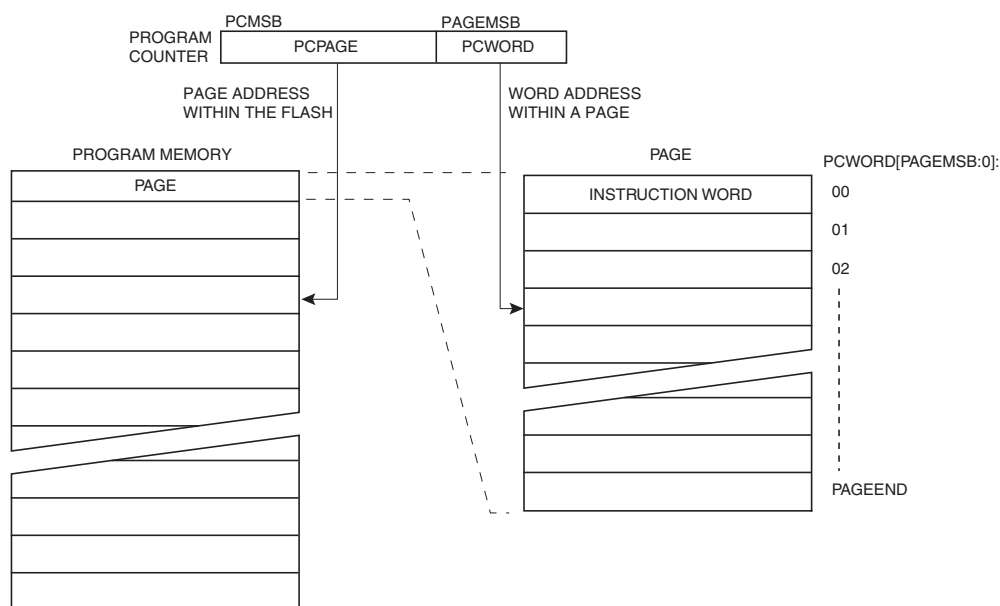 PCMSB
PAGEMSB
PROGRAM
COUNTER
PCPAGE
PCWORD
PAGE ADDRESS
WITHIN THE FLASH
WORD ADDRESS
WITHIN A PAGE
PROGRAM MEMORY
PAGE
PAGE
INSTRUCTION WORD
PCWORD[PAGEMSB:0]:
00
01
02
PAGEEND